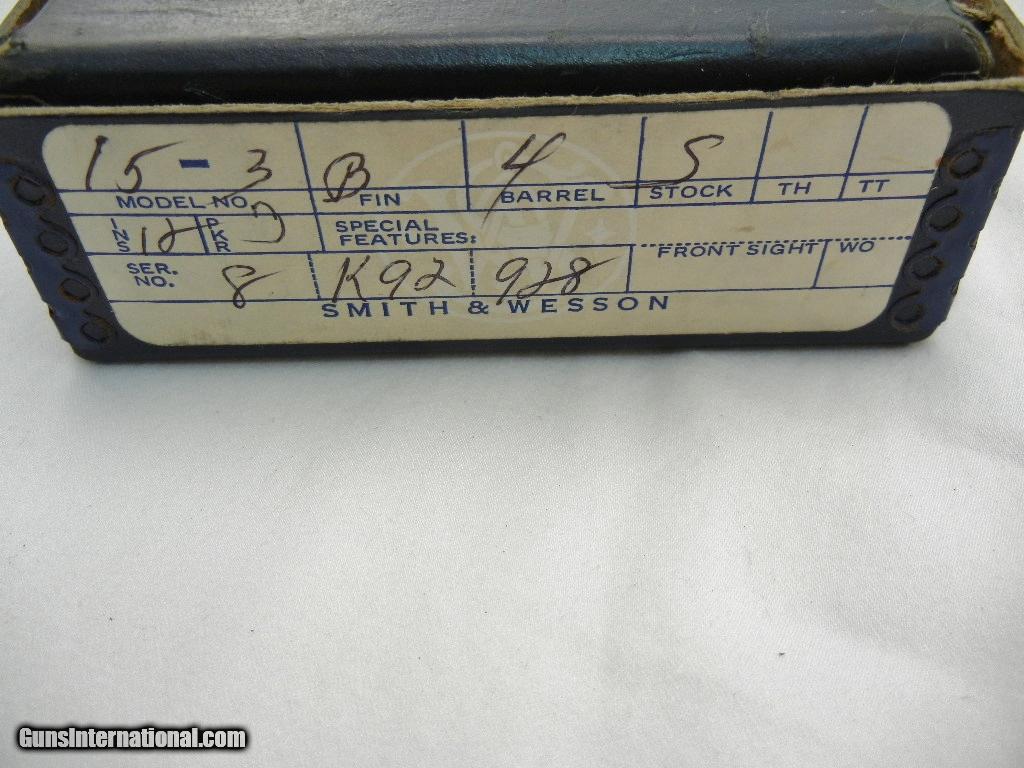 15-3 B 4 S
MODEL NO. FIN BARREL STOCK TH TT
INS 12 PKR SPECIAL FEATURES:
FRONT SIGHT WO
SER. NO. 8 K92 928
SMITH & WESSON
GunsInternational.com